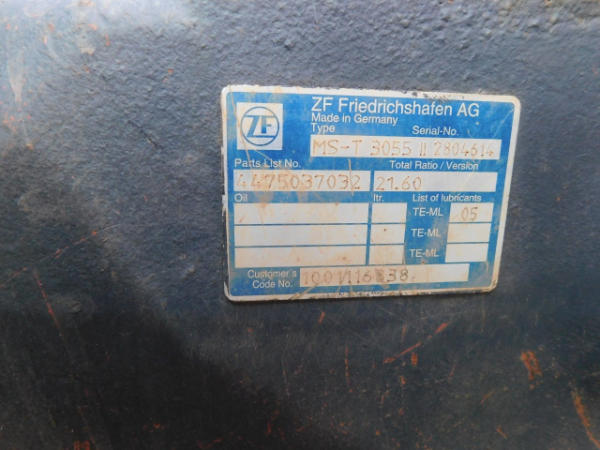 ZF
ZF Friedrichshafen AG
Made in Germany
Type Serial-No.
MS-T 3055 II 2804614
Parts List No. Total Ratio / Version
4475037032 21.60
Oil ltr. List of lubricants
TE-ML 05
TE-ML
TE-ML
Customer's
Code No.